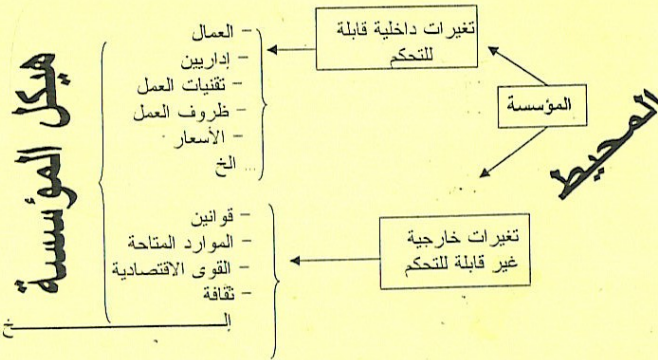 المحيط
المؤسسة
تغيرات داخلية قابلة
للتحكم
- العمال
- إداريين
- تقنيات العمل
- ظروف العمل
- الأسعار
... الخ
تغيرات خارجية
غير قابلة للتحكم
- قوانين
- الموارد المتاحة
- القوى الاقتصادية
- ثقافة
إلــــــخ
هيكل المؤسسة